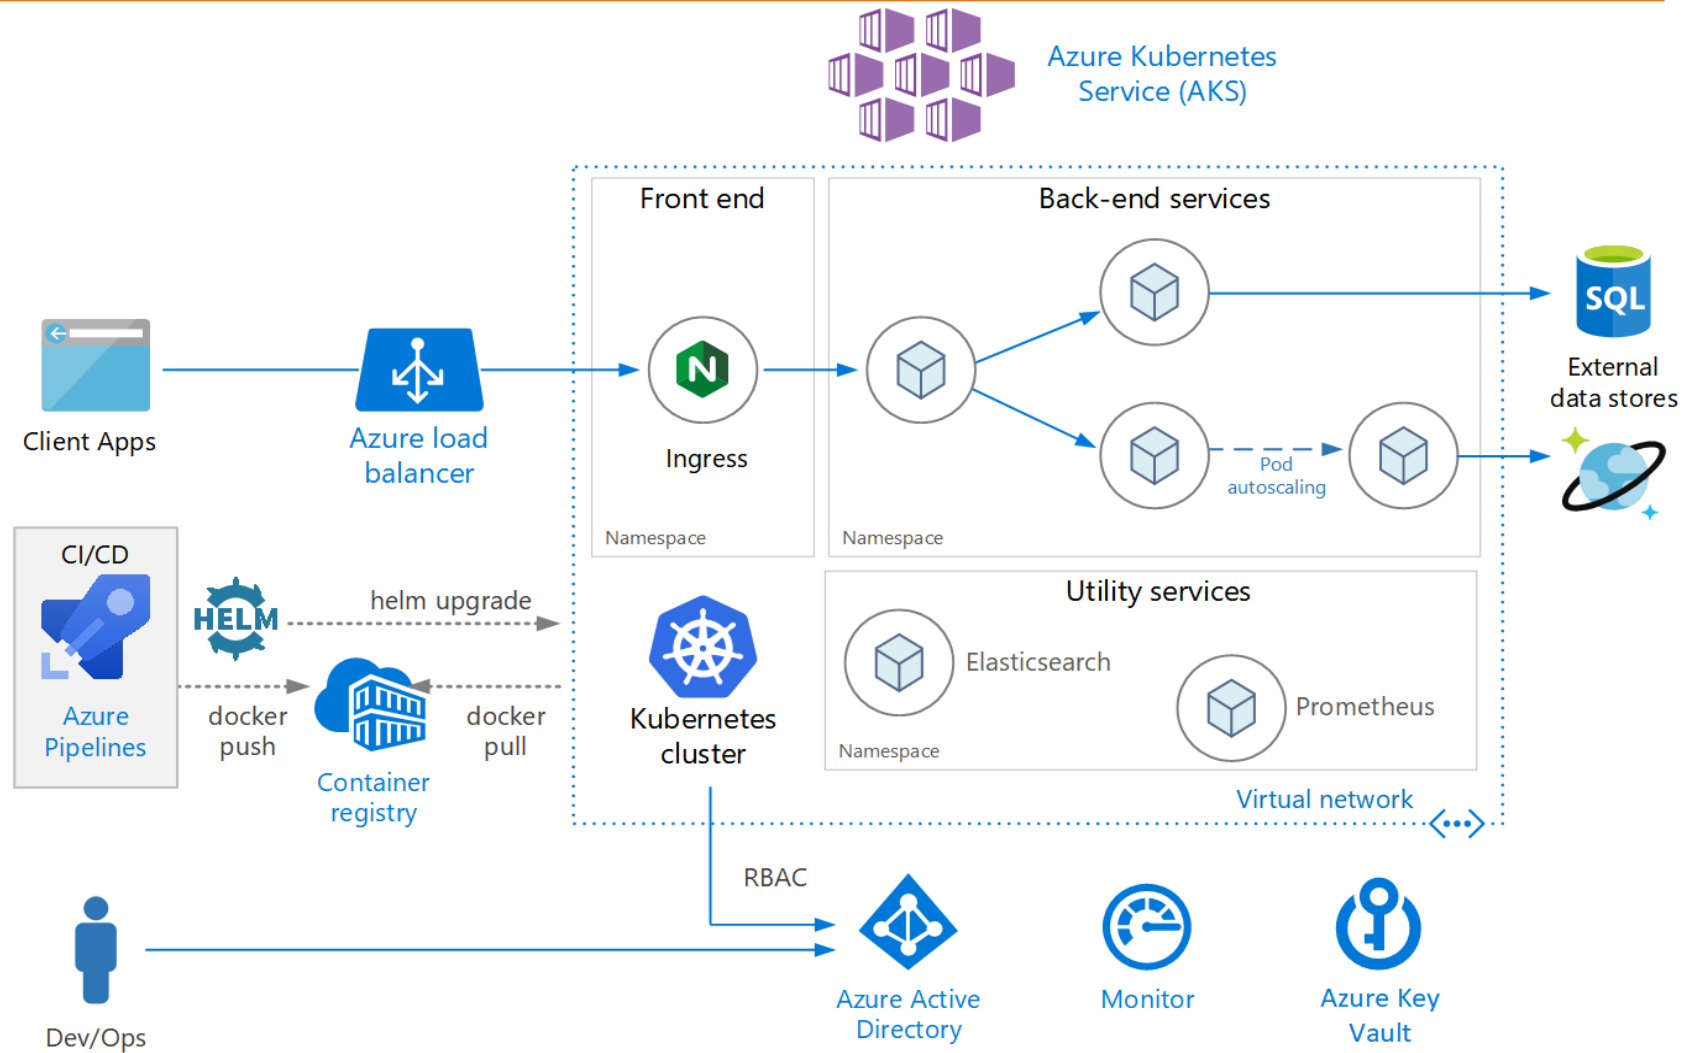 Azure Kubernetes
Service (AKS)
Front end
Back-end services
SQL
External
data stores
Client Apps
Azure load
balancer
N
Ingress
Pod
autoscaling
Namespace
Namespace
CI/CD
HELM
helm upgrade
Azure
Pipelines
docker
push
docker
pull
Container
registry
Kubernetes
cluster
Utility services
Elasticsearch
Prometheus
Namespace
Virtual network
RBAC
Dev/Ops
Azure Active
Directory
Monitor
Azure Key
Vault